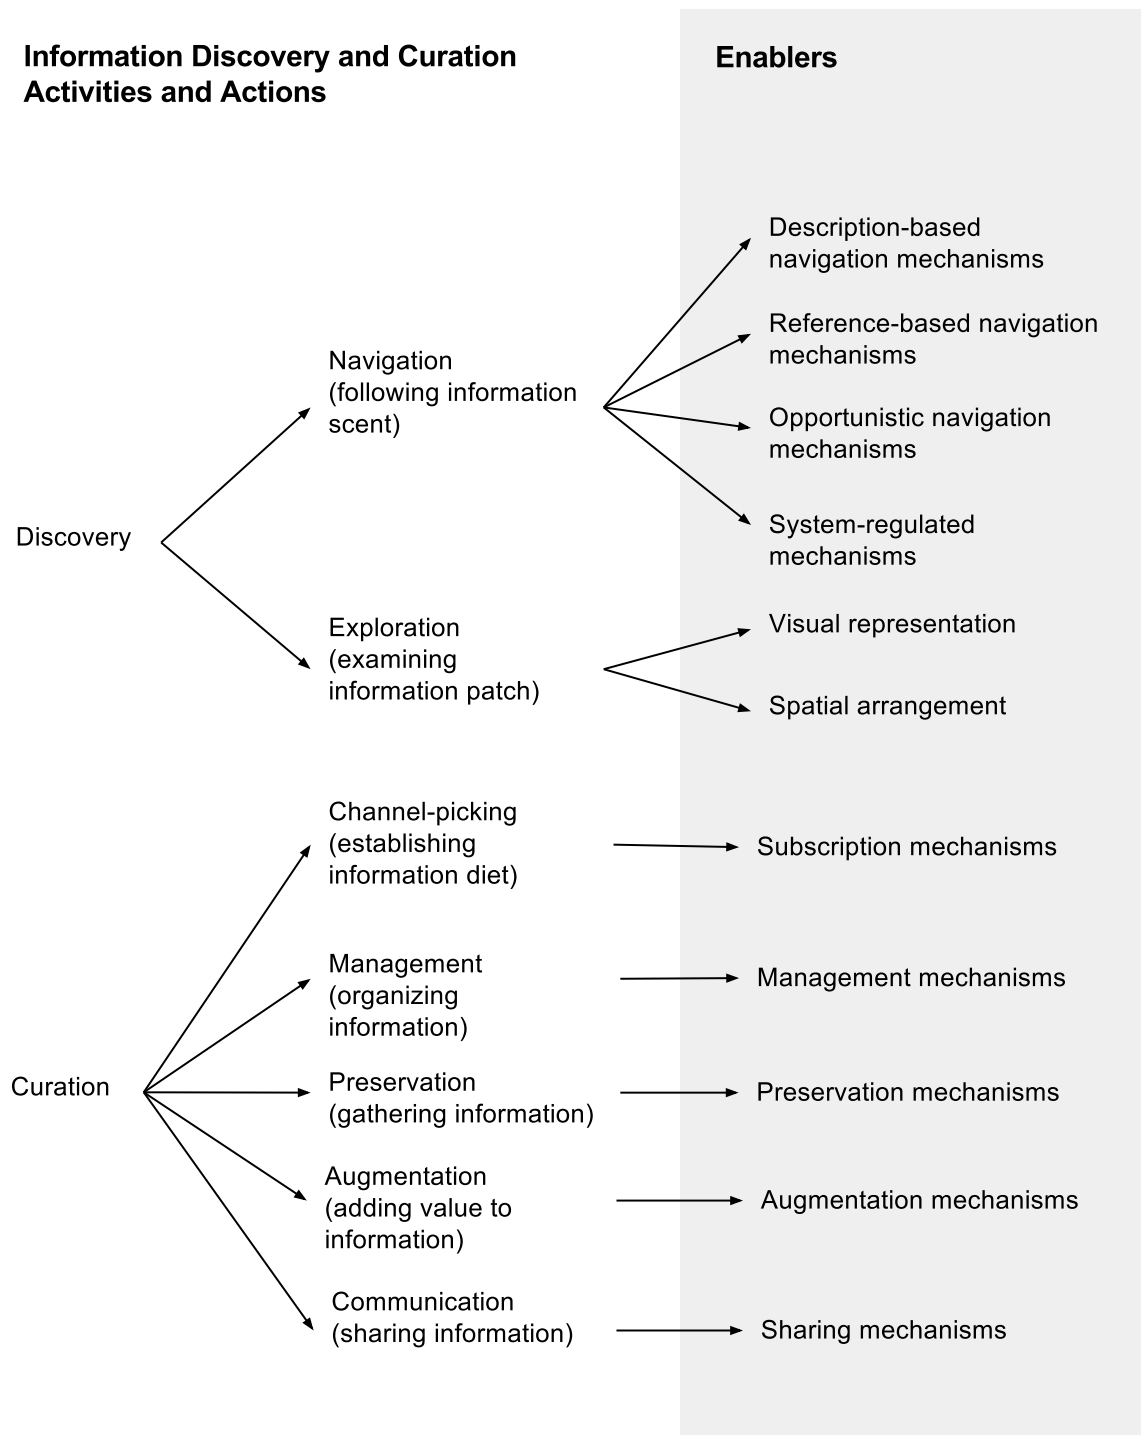 Information Discovery and Curation
Activities and Actions
Enablers
Discovery
Navigation
(following information
scent)
Description-based
navigation mechanisms
Reference-based navigation
mechanisms
Opportunistic navigation
mechanisms
System-regulated
mechanisms
Exploration
(examining
information patch)
Visual representation
Spatial arrangement
Curation
Channel-picking
(establishing
information diet)
Subscription mechanisms
Management
(organizing
information)
Management mechanisms
Preservation
(gathering information)
Preservation mechanisms
Augmentation
(adding value to
information)
Augmentation mechanisms
Communication
(sharing information)
Sharing mechanisms